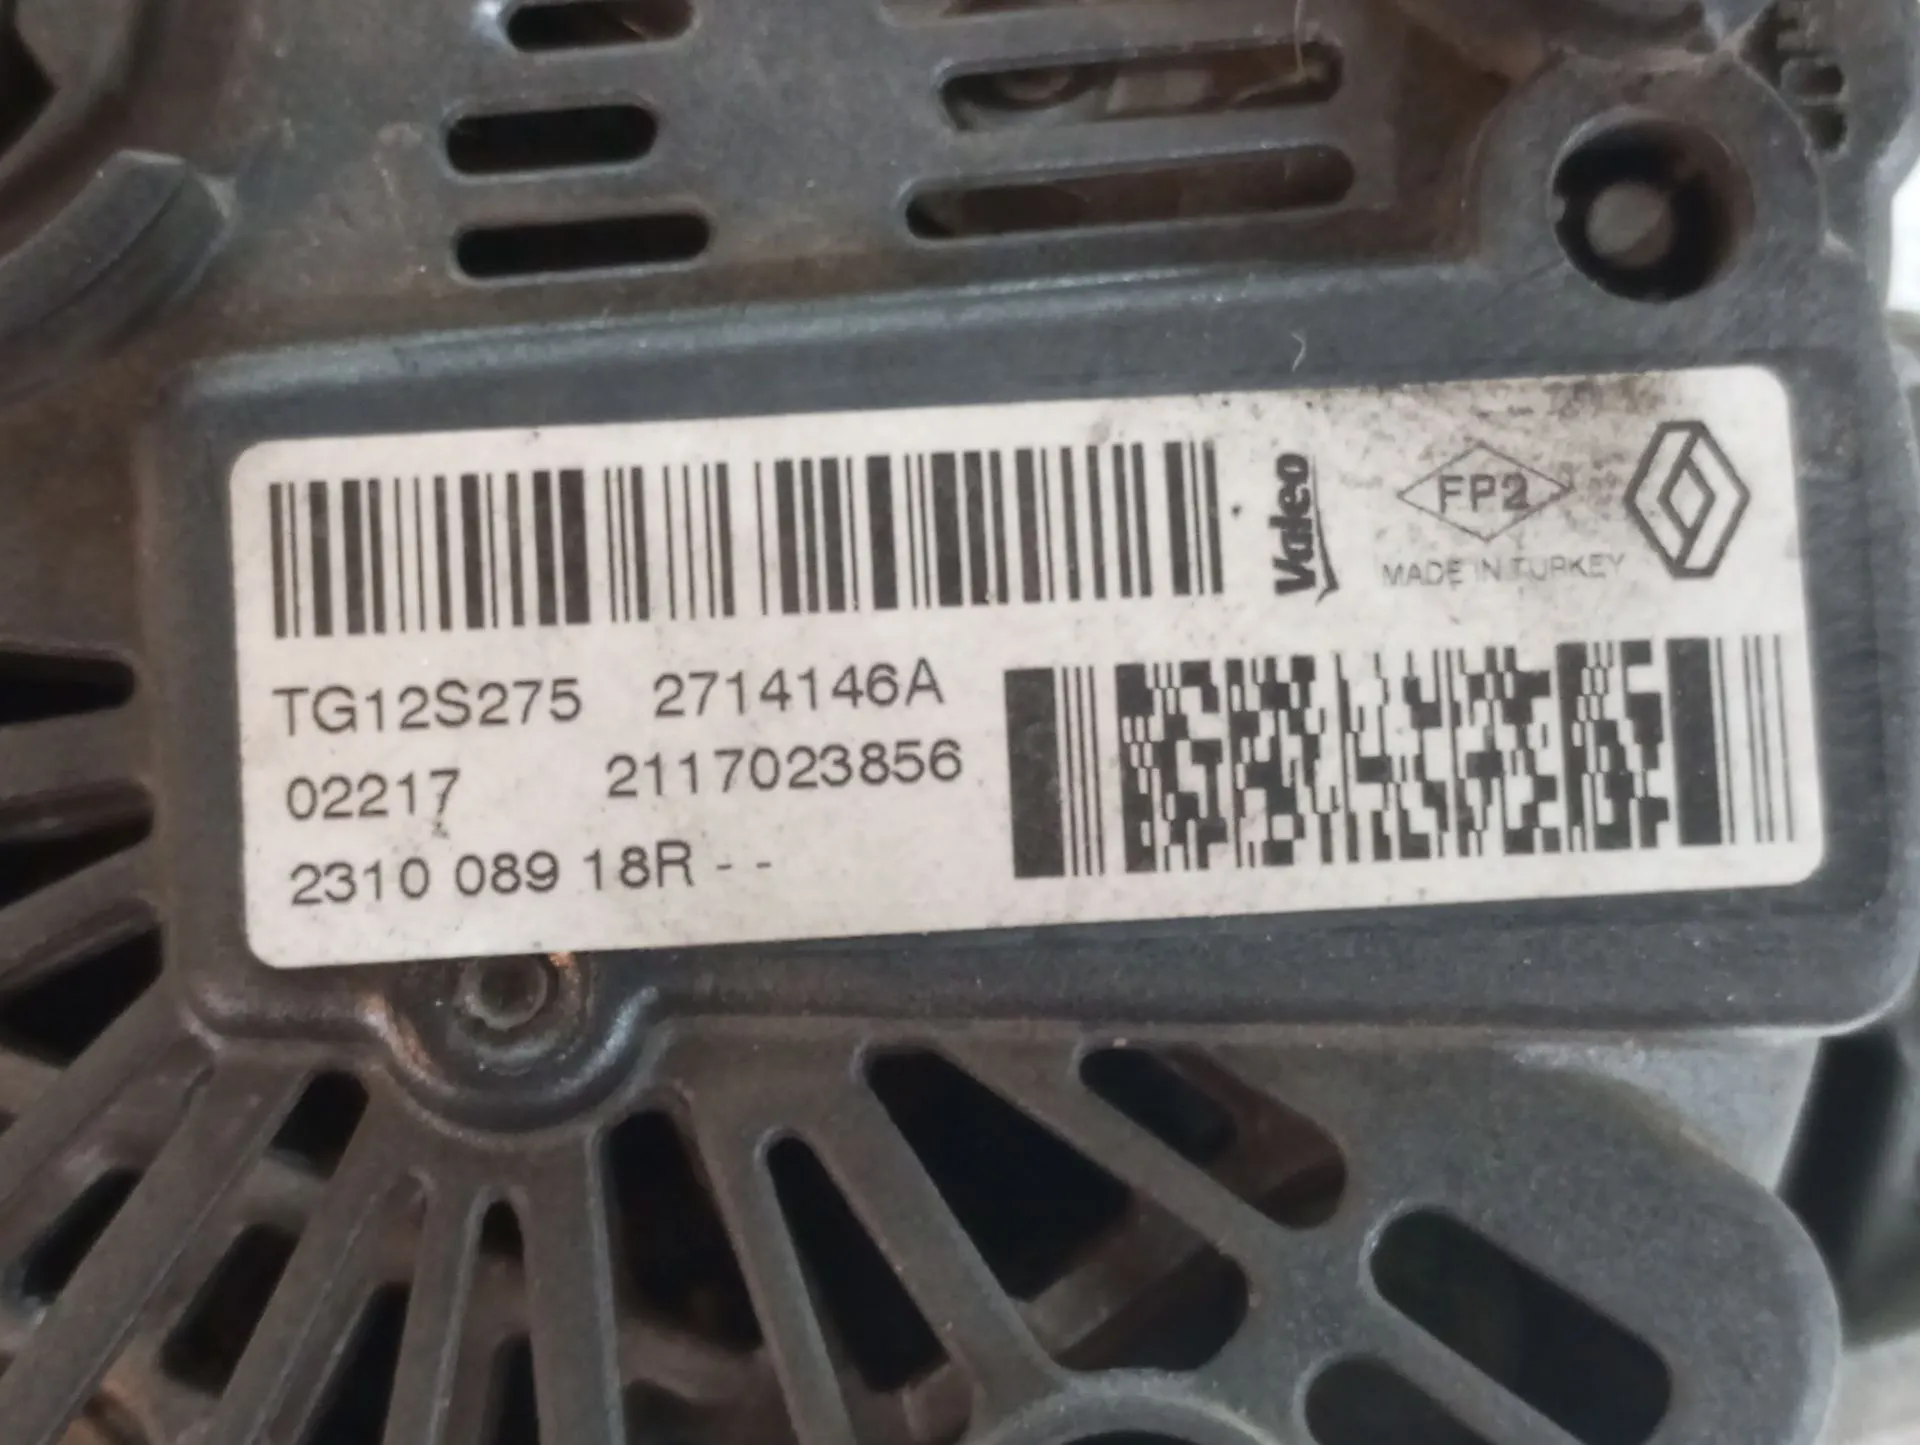 Valeo
FP2
MADE IN TURKEY
TG12S275 2714146A
02217 2117023856
2310 089 18R - -